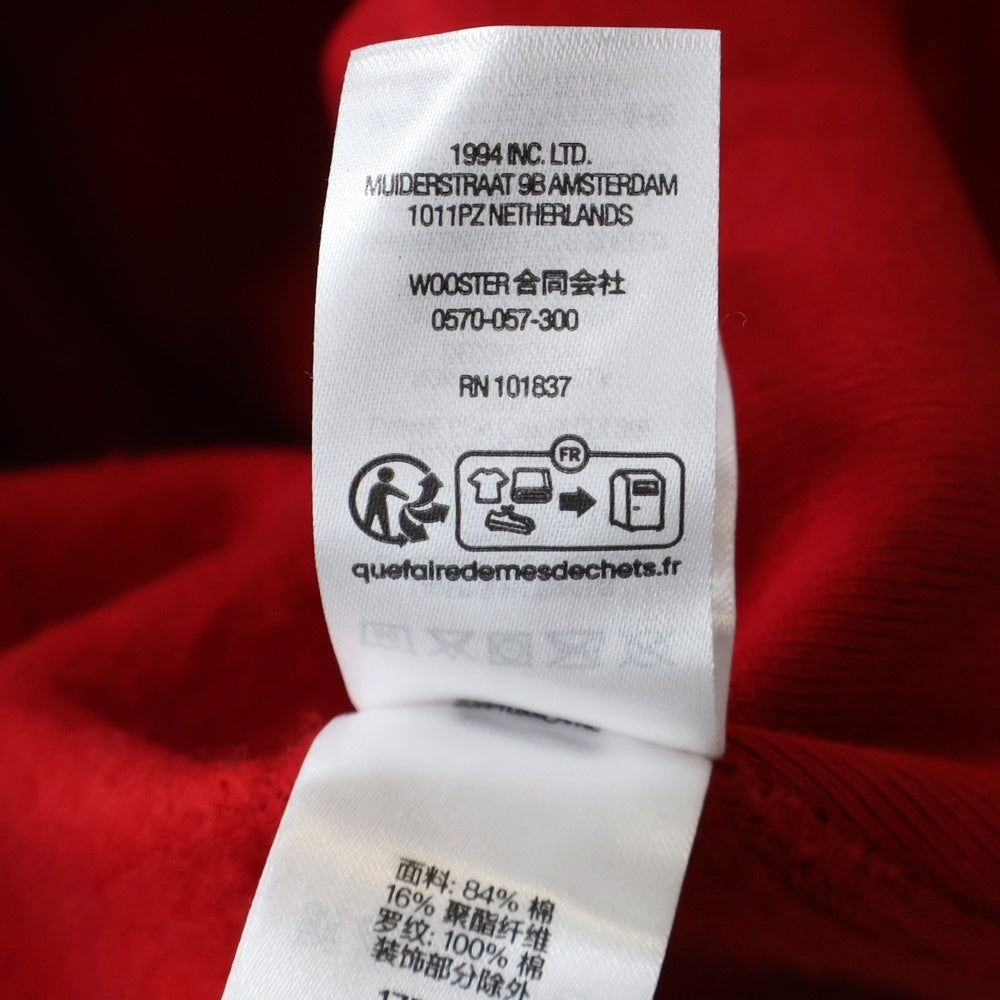 1994 INC. LTD.
MUIDERSTRAAT 9B AMSTERDAM
1011PZ NETHERLANDS
WOOSTER 合同会社
0570-057-300
RN 101837
FR
quefairedemesdechets.fr
面料: 84% 棉
16% 聚酯纤维
罗纹: 100% 棉
装饰部分除外